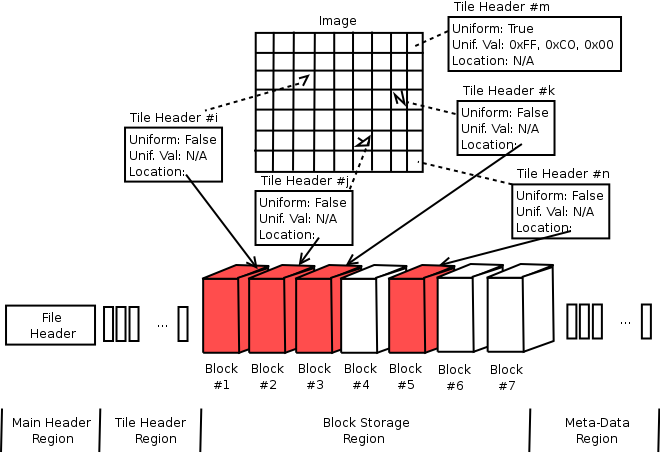 Image
Tile Header #m
Uniform: True
Unif. Val: 0xFF, 0xC0, 0x00
Location: N/A
Tile Header #k
Uniform: False
Unif. Val: N/A
Location:
Tile Header #i
Uniform: False
Unif. Val: N/A
Location:
Tile Header #j
Uniform: False
Unif. Val: N/A
Location:
Tile Header #n
Uniform: False
Unif. Val: N/A
Location:
File
Header
...
...
Block
#1
Block
#2
Block
#3
Block
#4
Block
#5
Block
#6
Block
#7
Main Header
Region
Tile Header
Region
Block Storage
Region
Meta-Data
Region